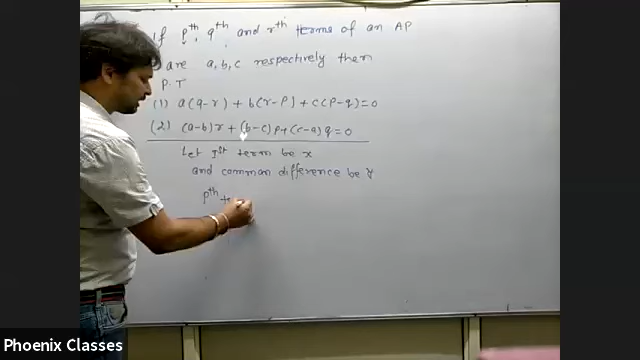 If pth, qth and rth terms of an AP
are a,b,c respectively then
P.T
(1) a(q-r) + b(r-p) + c(p-q)=0
(2) (a-b)r + (b-c)p+(c-a)q=0
Let 1st term be x
and common difference be y
pth te
Phoenix Classes